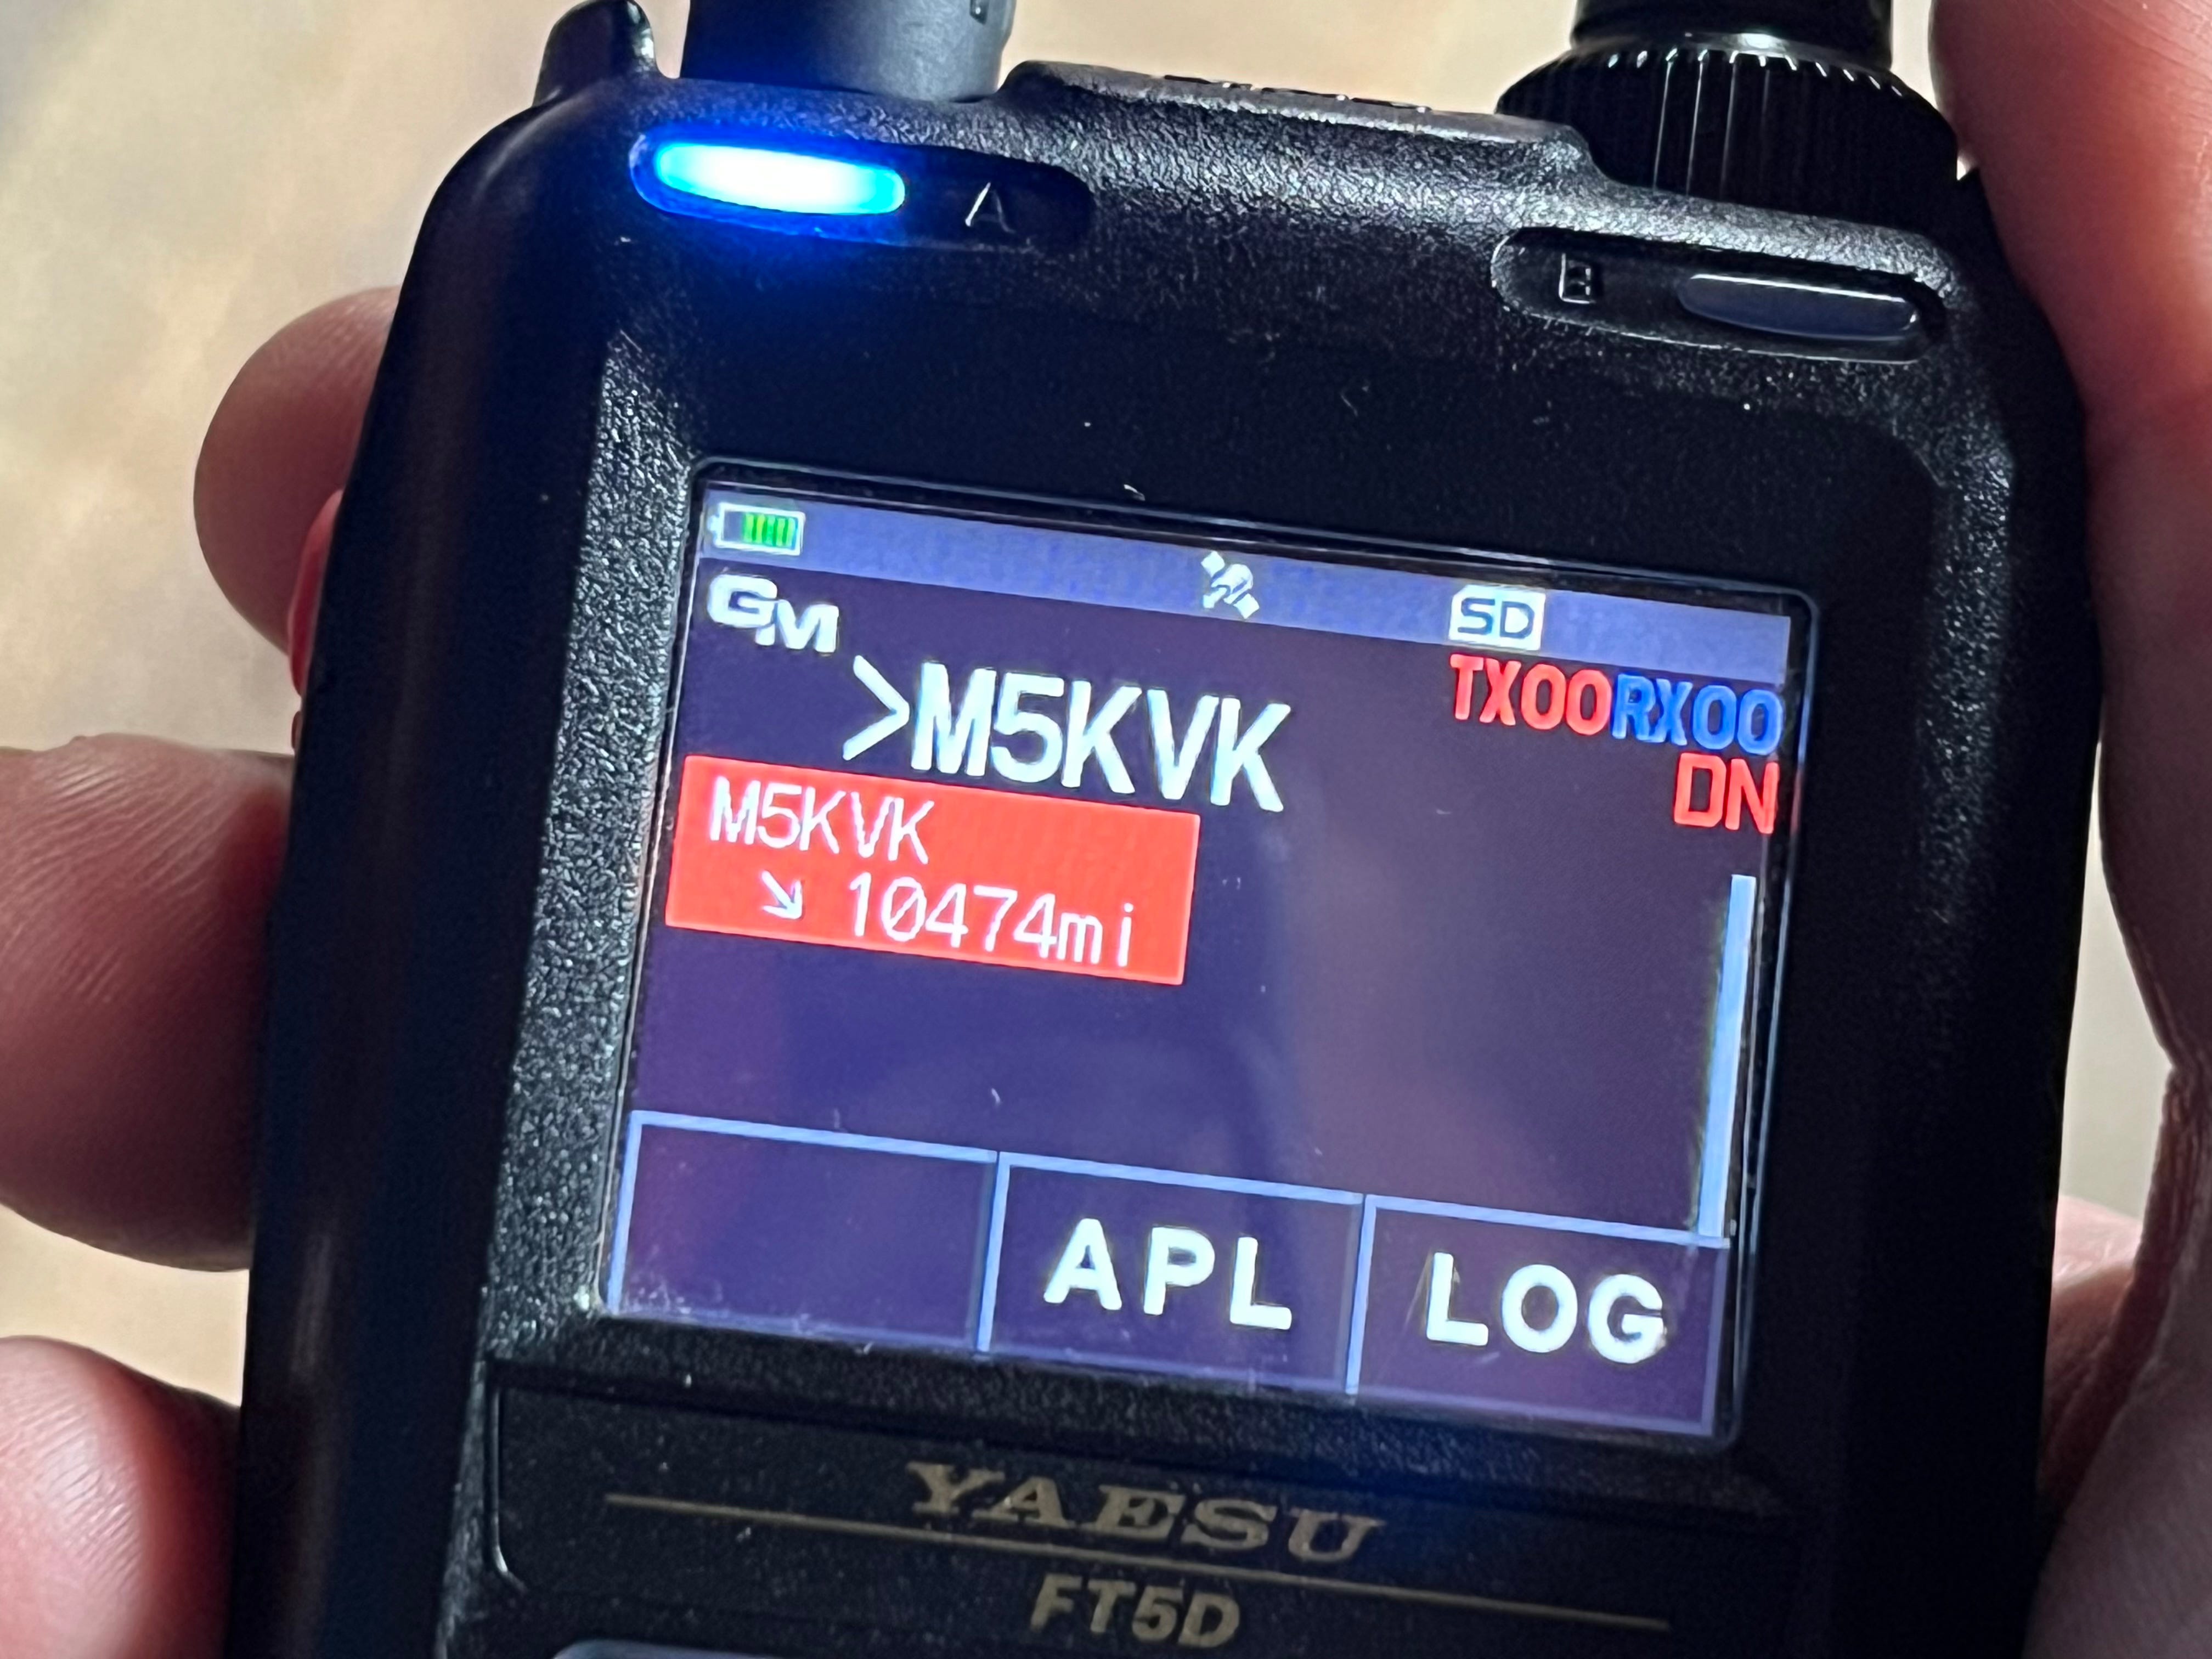 A
B
SD
GM
>M5KVK
TX00RX00
DN
M5KVK
↘ 10474mi
APL
LOG
YAESU
FT5D